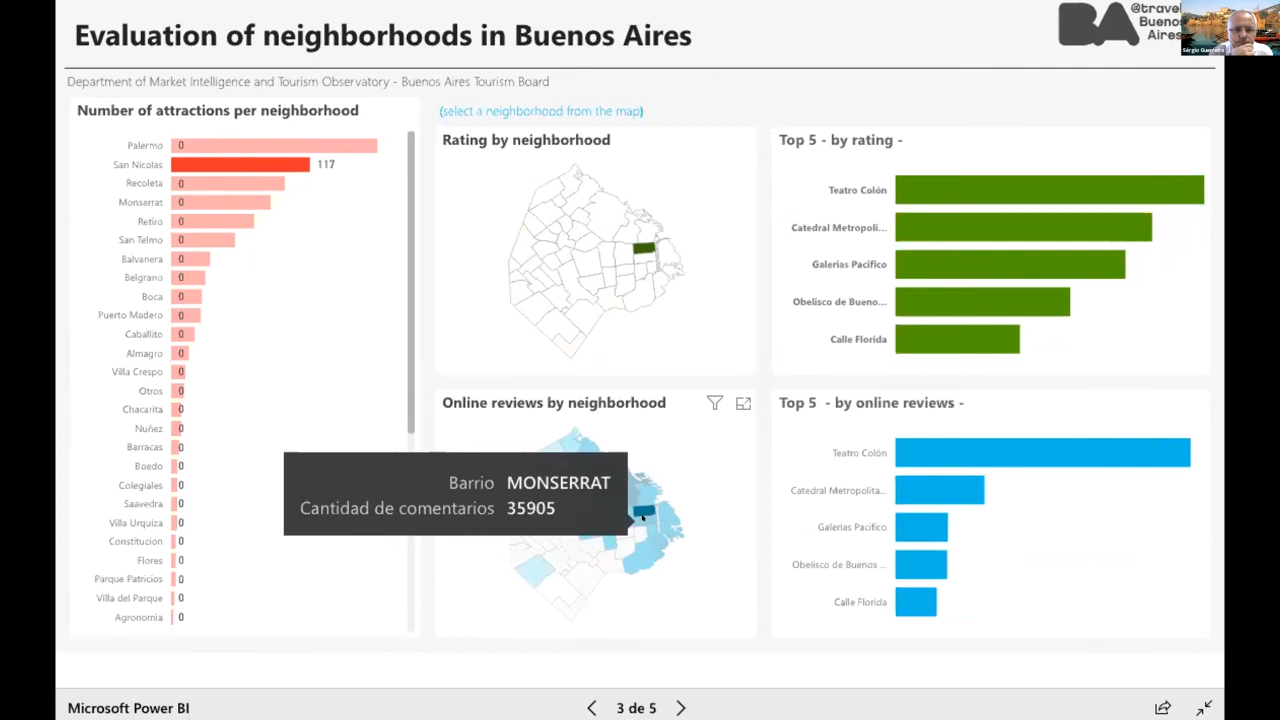 Evaluation of neighborhoods in Buenos Aires
BA
@travel
Buenos
Aires
Sérgio Guerreiro
Department of Market Intelligence and Tourism Observatory - Buenos Aires Tourism Board
Number of attractions per neighborhood
Palermo 0
San Nicolas 117
Recoleta 0
Monserrat 0
Retiro 0
San Telmo 0
Balvanera 0
Belgrano 0
Boca 0
Puerto Madero 0
Caballito 0
Almagro 0
Villa Crespo 0
Otros 0
Chacarita 0
Nuñez 0
Barracas 0
Boedo 0
Colegiales 0
Saavedra 0
Villa Urquiza 0
Constitucion 0
Flores 0
Parque Patricios 0
Villa del Parque 0
Agronomia 0
(select a neighborhood from the map)
Rating by neighborhood
Top 5 - by rating -
Teatro Colón
Catedral Metropoli...
Galerias Pacifico
Obelisco de Bueno...
Calle Florida
Online reviews by neighborhood
Barrio MONSERRAT
Cantidad de comentarios 35905
Top 5 - by online reviews -
Teatro Colón
Catedral Metropolita...
Galerias Pacifico
Obelisco de Buenos ...
Calle Florida
Microsoft Power BI
3 de 5